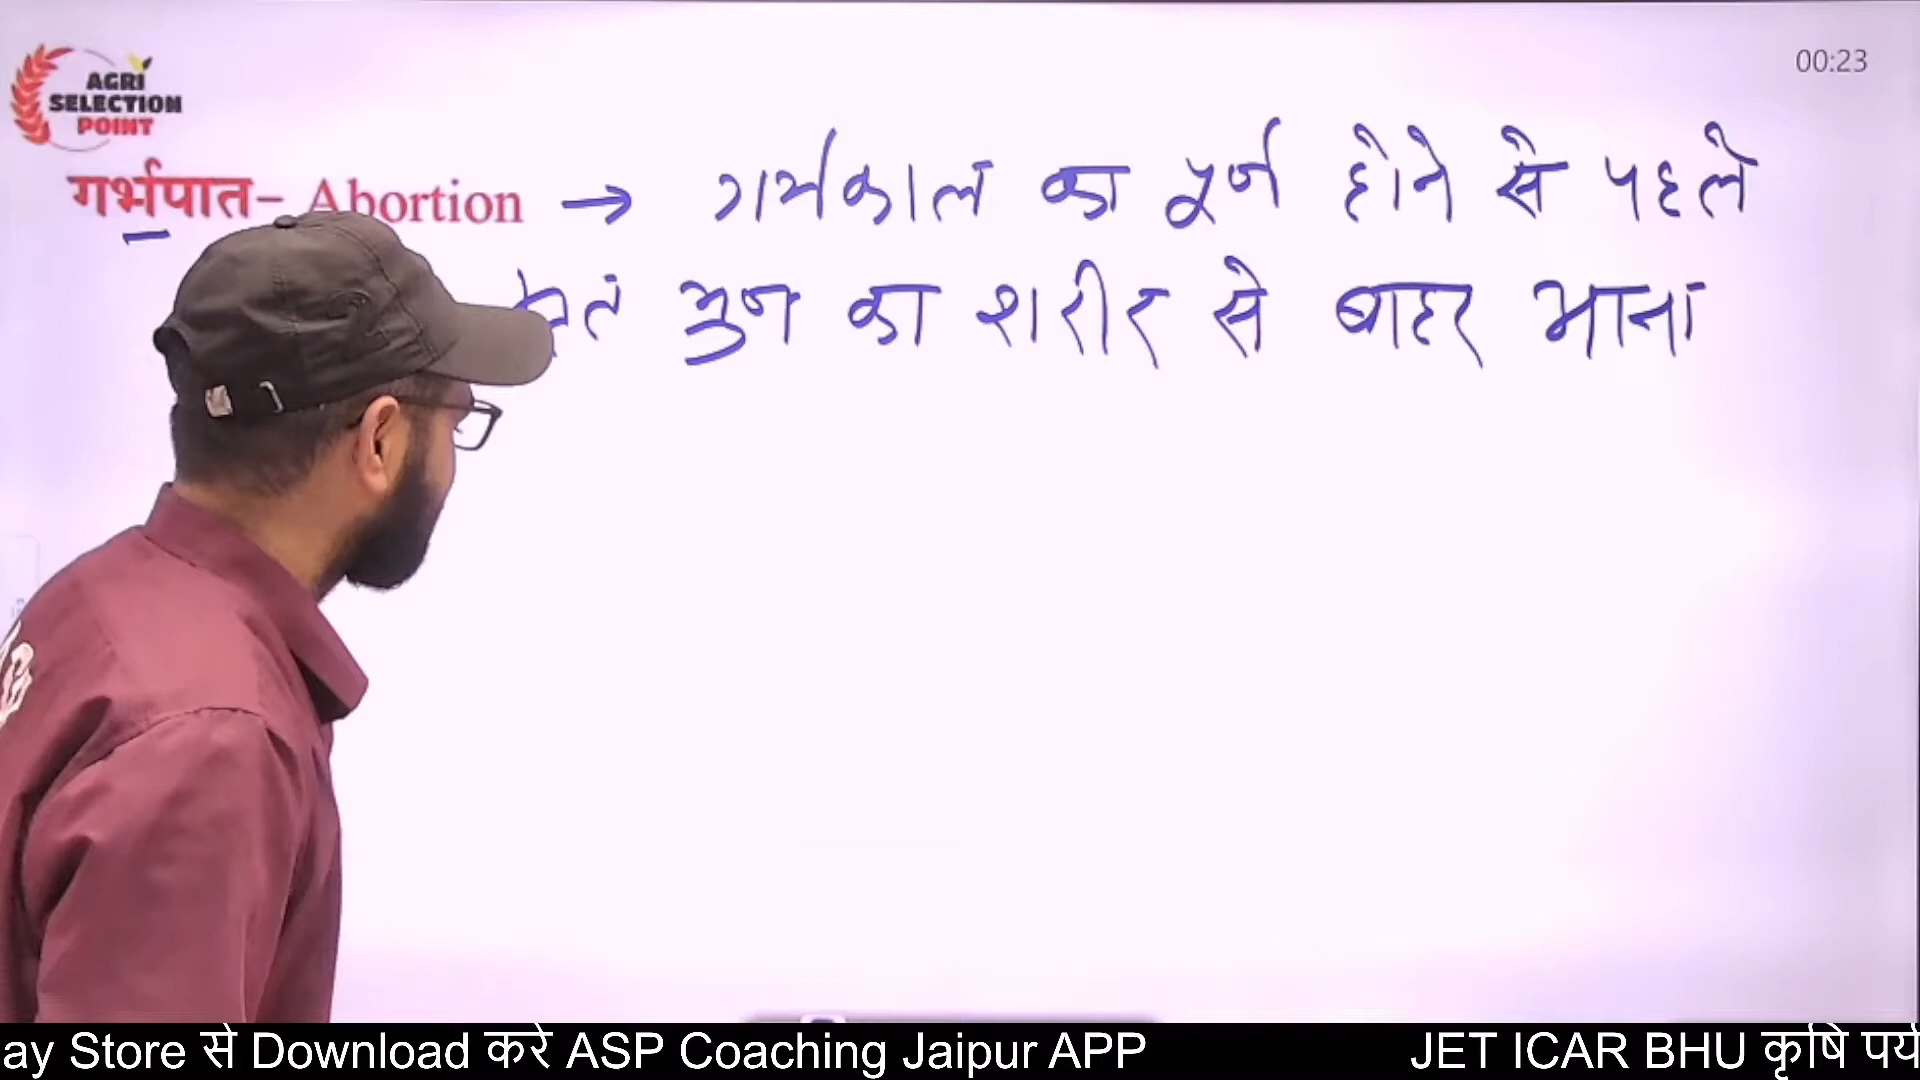 AGRI
SELECTION
POINT
00:23
गर्भपात- Abortion → गर्भकाल का पूर्ण होने से पहले
भ्रुण का शरीर से बाहर आना
ay Store से Download करे ASP Coaching Jaipur APP
JET ICAR BHU कृषि पर्य